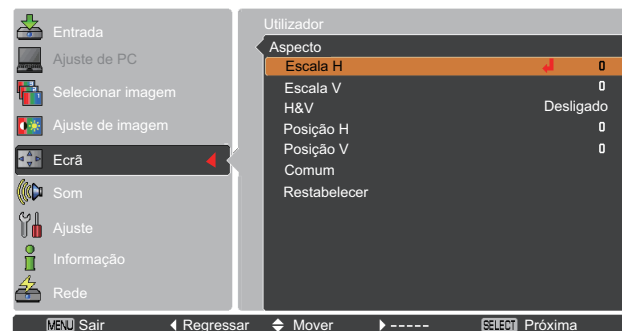 Entrada
Ajuste de PC
Selecionar imagem
Ajuste de imagem
Ecrã
Som
Ajuste
Informação
Rede
Utilizador
Aspecto
Escala H 0
Escala V 0
H&V Desligado
Posição H 0
Posição V 0
Comum
Restabelecer
MENU Sair Regressar Mover ----- SELECT Próxima